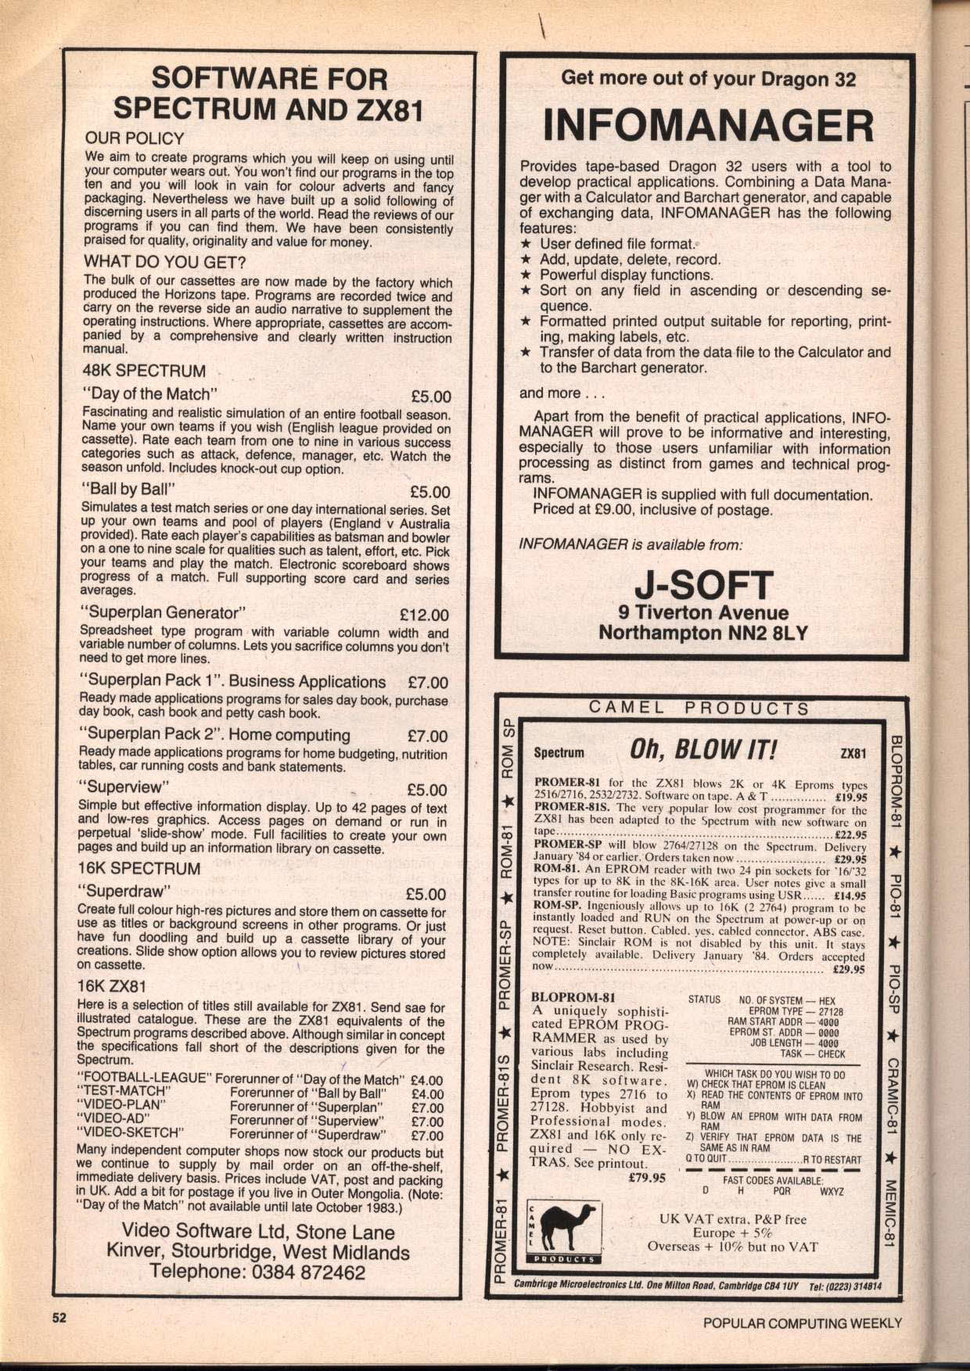 SOFTWARE FOR
SPECTRUM AND ZX81
OUR POLICY
We aim to create programs which you will keep on using until
your computer wears out. You won't find our programs in the top
ten and you will look in vain for colour adverts and fancy
packaging. Nevertheless we have built up a solid following of
discerning users in all parts of the world. Read the reviews of our
programs if you can find them. We have been consistently
praised for quality, originality and value for money.
WHAT DO YOU GET?
The bulk of our cassettes are now made by the factory which
produced the Horizons tape. Programs are recorded twice and
carry on the reverse side an audio narrative to supplement the
operating instructions. Where appropriate, cassettes are accom-
panied by a comprehensive and clearly written instruction
manual.
48K SPECTRUM
"Day of the Match" £5.00
Fascinating and realistic simulation of an entire football season.
Name your own teams if you wish (English league provided on
cassette). Rate each team from one to nine in various success
categories such as attack, defence, manager, etc. Watch the
season unfold. Includes knock-out cup option.
"Ball by Ball" £5.00
Simulates a test match series or one day international series. Set
up your own teams and pool of players (England v Australia
provided). Rate each player's capabilities as batsman and bowler
on a one to nine scale for qualities such as talent, effort, etc. Pick
your teams and play the match. Electronic scoreboard shows
progress of a match. Full supporting score card and series
averages.
"Superplan Generator" £12.00
Spreadsheet type program with variable column width and
variable number of columns. Lets you sacrifice columns you don't
need to get more lines.
"Superplan Pack 1". Business Applications £7.00
Ready made applications programs for sales day book, purchase
day book, cash book and petty cash book.
"Superplan Pack 2". Home computing £7.00
Ready made applications programs for home budgeting, nutrition
tables, car running costs and bank statements.
"Superview" £5.00
Simple but effective information display. Up to 42 pages of text
and low-res graphics. Access pages on demand or run in
perpetual 'slide-show' mode. Full facilities to create your own
pages and build up an information library on cassette.
16K SPECTRUM
"Superdraw" £5.00
Create full colour high-res pictures and store them on cassette for
use as titles or background screens in other programs. Or just
have fun doodling and build up a cassette library of your
creations. Slide show option allows you to review pictures stored
on cassette.
16K ZX81
Here is a selection of titles still available for ZX81. Send sae for
illustrated catalogue. These are the ZX81 equivalents of the
Spectrum programs described above. Although similar in concept
the specifications fall short of the descriptions given for the
Spectrum.
"FOOTBALL-LEAGUE" Forerunner of "Day of the Match" £4.00
"TEST-MATCH" Forerunner of "Ball by Ball" £4.00
"VIDEO-PLAN" Forerunner of "Superplan" £7.00
"VIDEO-AD" Forerunner of "Superview" £7.00
"VIDEO-SKETCH" Forerunner of "Superdraw" £7.00
Many independent computer shops now stock our products but
we continue to supply by mail order on an off-the-shelf,
immediate delivery basis. Prices include VAT, post and packing
in UK. Add a bit for postage if you live in Outer Mongolia. (Note:
"Day of the Match" not available until late October 1983.)
Video Software Ltd, Stone Lane
Kinver, Stourbridge, West Midlands
Telephone: 0384 872462
Get more out of your Dragon 32
INFOMANAGER
Provides tape-based Dragon 32 users with a tool to
develop practical applications. Combining a Data Mana-
ger with a Calculator and Barchart generator, and capable
of exchanging data, INFOMANAGER has the following
features:
★ User defined file format.
★ Add, update, delete, record.
★ Powerful display functions.
★ Sort on any field in ascending or descending se-
quence.
★ Formatted printed output suitable for reporting, print-
ing, making labels, etc.
★ Transfer of data from the data file to the Calculator and
to the Barchart generator.
and more . . .
Apart from the benefit of practical applications, INFO-
MANAGER will prove to be informative and interesting,
especially to those users unfamiliar with information
processing as distinct from games and technical prog-
rams.
INFOMANAGER is supplied with full documentation.
Priced at £9.00, inclusive of postage.
INFOMANAGER is available from:
J-SOFT
9 Tiverton Avenue
Northampton NN2 8LY
CAMEL PRODUCTS
PROMER-81 ★ PROMER-81S ★ PROMER-SP ★ ROM-81 ★ ROM SP
BLOPROM-81 ★ PIO-81 ★ PIO-SP ★ CRAMIC-81 ★ MEMIC-81
Spectrum Oh, BLOW IT! ZX81
PROMER-81 for the ZX81 blows 2K or 4K Eproms types
2516/2716, 2532/2732. Software on tape. A & T .............. £19.95
PROMER-81S. The very popular low cost programmer for the
ZX81 has been adapted to the Spectrum with new software on
tape.............................................................. £22.95
PROMER-SP will blow 2764/27128 on the Spectrum. Delivery
January '84 or earlier. Orders taken now ........................ £29.95
ROM-81. An EPROM reader with two 24 pin sockets for '16/'32
types for up to 8K in the 8K-16K area. User notes give a small
transfer routine for loading Basic programs using USR...... £14.95
ROM-SP. Ingeniously allows up to 16K (2 2764) program to be
instantly loaded and RUN on the Spectrum at power-up or on
request. Reset button. Cabled, yes, cabled connector. ABS case.
NOTE: Sinclair ROM is not disabled by this unit. It stays
completely available. Delivery January '84. Orders accepted
now.............................................................. £29.95
BLOPROM-81
A uniquely sophisti-
cated EPROM PROG-
RAMMER as used by
various labs including
Sinclair Research. Resi-
dent 8K software.
Eprom types 2716 to
27128. Hobbyist and
Professional modes.
ZX81 and 16K only re-
quired — NO EX-
TRAS. See printout.
£79.95
STATUS NO. OF SYSTEM — HEX
EPROM TYPE — 27128
RAM START ADDR — 4000
EPROM ST. ADDR — 0000
JOB LENGTH — 4000
TASK — CHECK
WHICH TASK DO YOU WISH TO DO
W) CHECK THAT EPROM IS CLEAN
X) READ THE CONTENTS OF EPROM INTO
RAM
Y) BLOW AN EPROM WITH DATA FROM
RAM
Z) VERIFY THAT EPROM DATA IS THE
SAME AS IN RAM
Q TO QUIT......................R TO RESTART
FAST CODES AVAILABLE:
D H PQR WXYZ
CAMEL
PRODUCTS
UK VAT extra, P&P free
Europe + 5%
Overseas + 10% but no VAT
Cambridge Microelectronics Ltd. One Milton Road, Cambridge CB4 1UY Tel: (0223) 314814
52
POPULAR COMPUTING WEEKLY